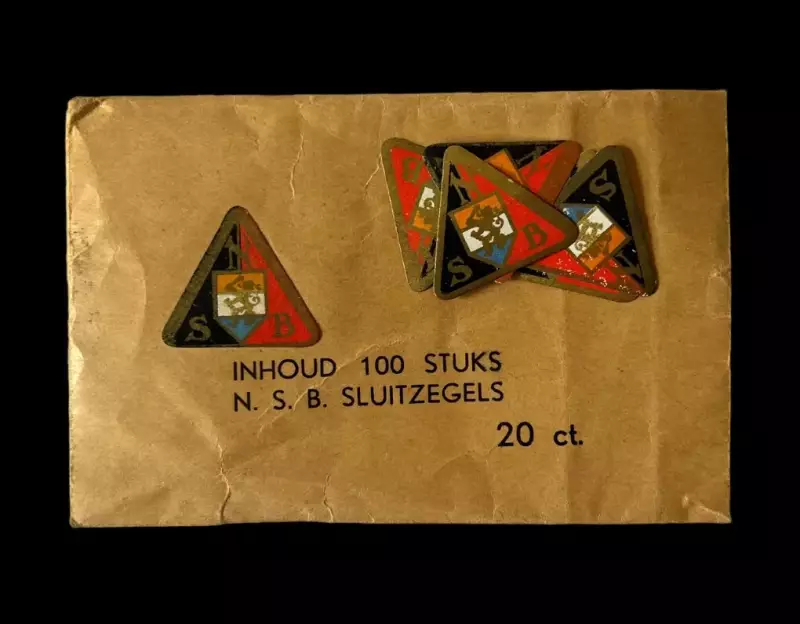 N
S B
N
S B
S
N
INHOUD 100 STUKS
N. S. B. SLUITZEGELS
20 ct.